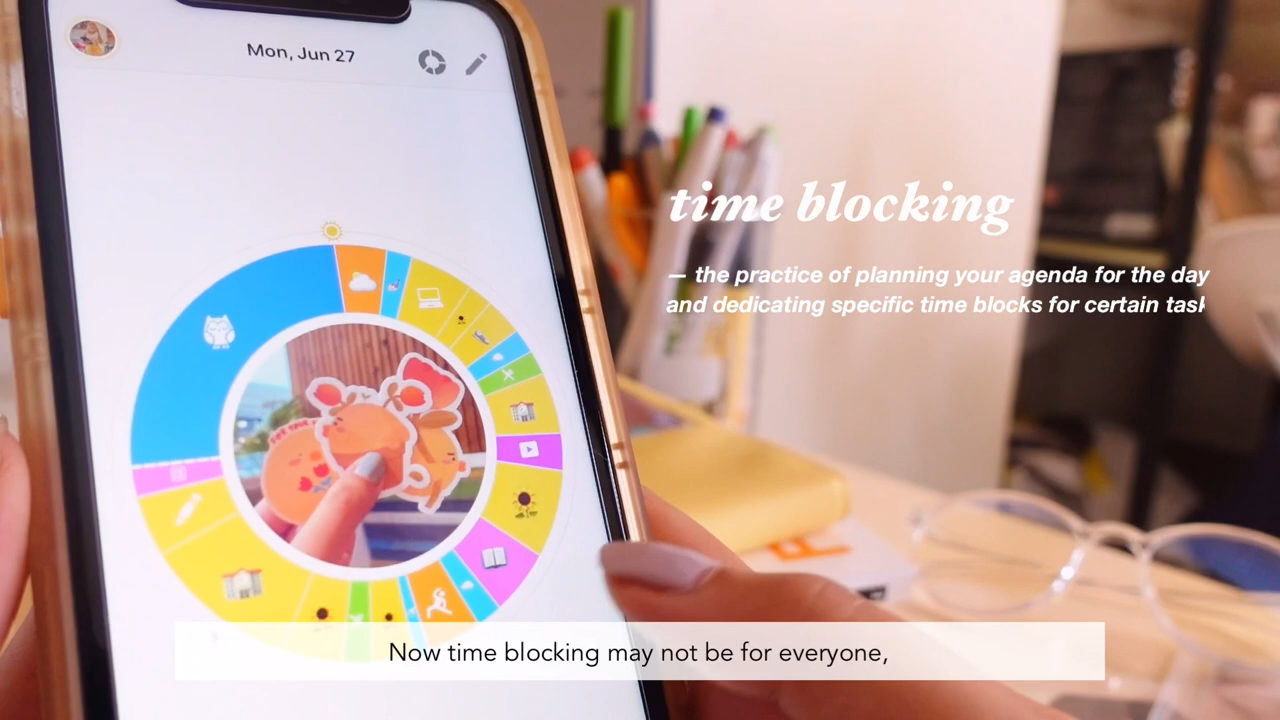 Mon, Jun 27
time blocking
— the practice of planning your agenda for the day
and dedicating specific time blocks for certain task
Now time blocking may not be for everyone,